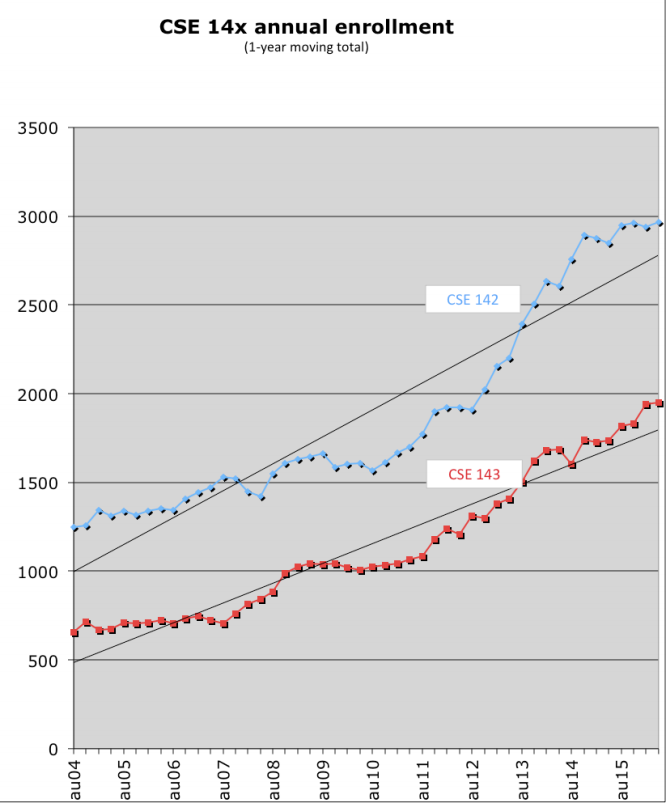 CSE 14x annual enrollment
(1-year moving total)
3500
3000
2500
2000
1500
1000
500
0
CSE 142
CSE 143
au04
au05
au06
au07
au08
au09
au10
au11
au12
au13
au14
au15